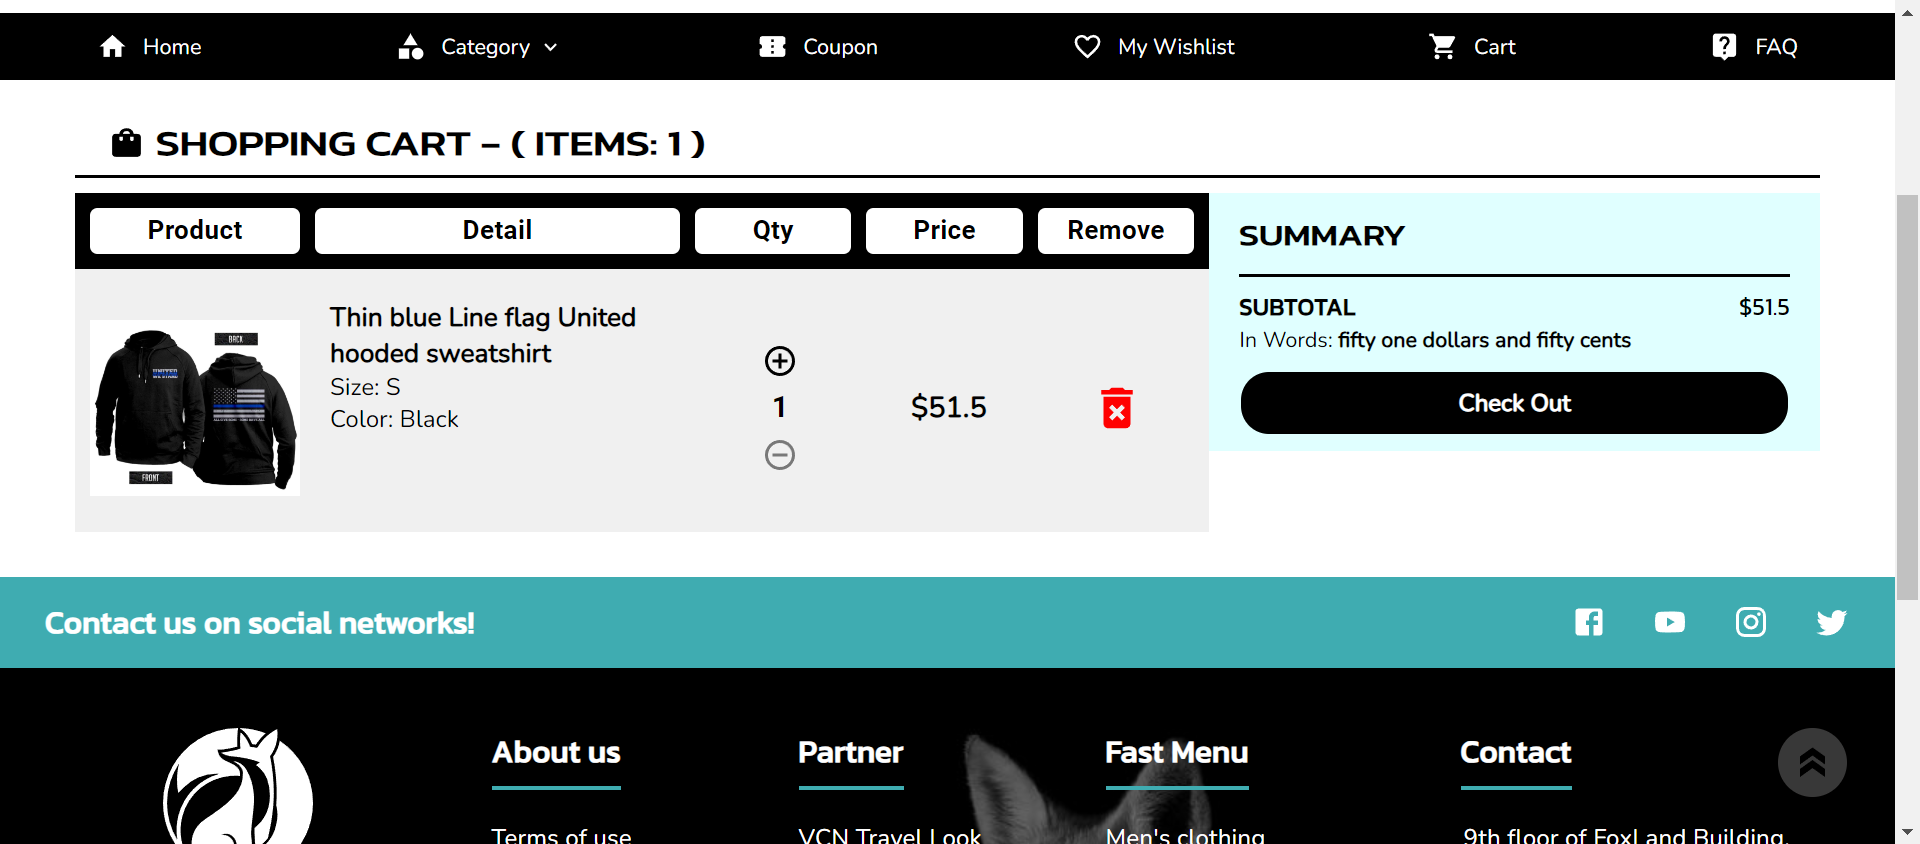 Home
Category
Coupon
My Wishlist
Cart
FAQ
SHOPPING CART – ( ITEMS: 1 )
Product
Detail
Qty
Price
Remove
BACK
UNITED
FRONT
Thin blue Line flag United
hooded sweatshirt
Size: S
Color: Black
1
$51.5
SUMMARY
SUBTOTAL
$51.5
In Words: fifty one dollars and fifty cents
Check Out
Contact us on social networks!
About us
Partner
Fast Menu
Contact
Terms of use
VCN Travel Look
Men's clothing
9th floor of FoxLand Building,